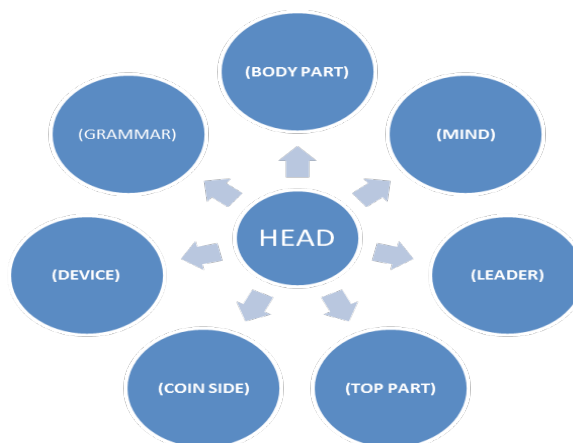 (BODY PART)
(GRAMMAR)
(MIND)
HEAD
(DEVICE)
(LEADER)
(COIN SIDE)
(TOP PART)